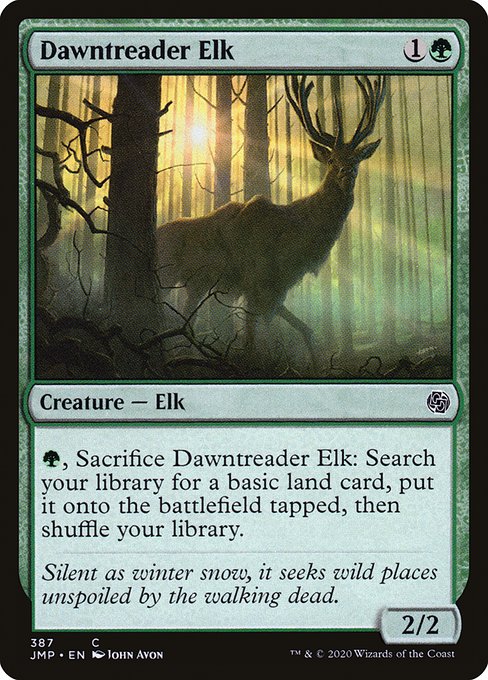 Dawntreader Elk 1
Creature — Elk
, Sacrifice Dawntreader Elk: Search
your library for a basic land card, put
it onto the battlefield tapped, then
shuffle your library.
Silent as winter snow, it seeks wild places
unspoiled by the walking dead.
2/2
387 C
JMP • EN John Avon ™ & © 2020 Wizards of the Coast